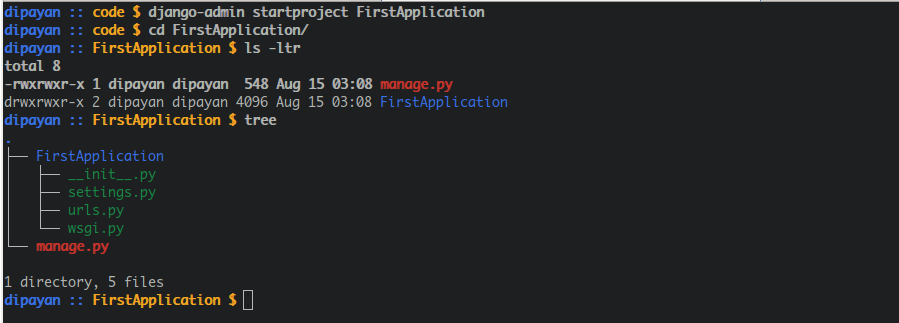 dipayan :: code $ django-admin startproject FirstApplication
dipayan :: code $ cd FirstApplication/
dipayan :: FirstApplication $ ls -ltr
total 8
-rwxrwxr-x 1 dipayan dipayan  548 Aug 15 03:08 manage.py
drwxrwxr-x 2 dipayan dipayan 4096 Aug 15 03:08 FirstApplication
dipayan :: FirstApplication $ tree
.
├── FirstApplication
│   ├── __init__.py
│   ├── settings.py
│   ├── urls.py
│   └── wsgi.py
└── manage.py
1 directory, 5 files
dipayan :: FirstApplication $